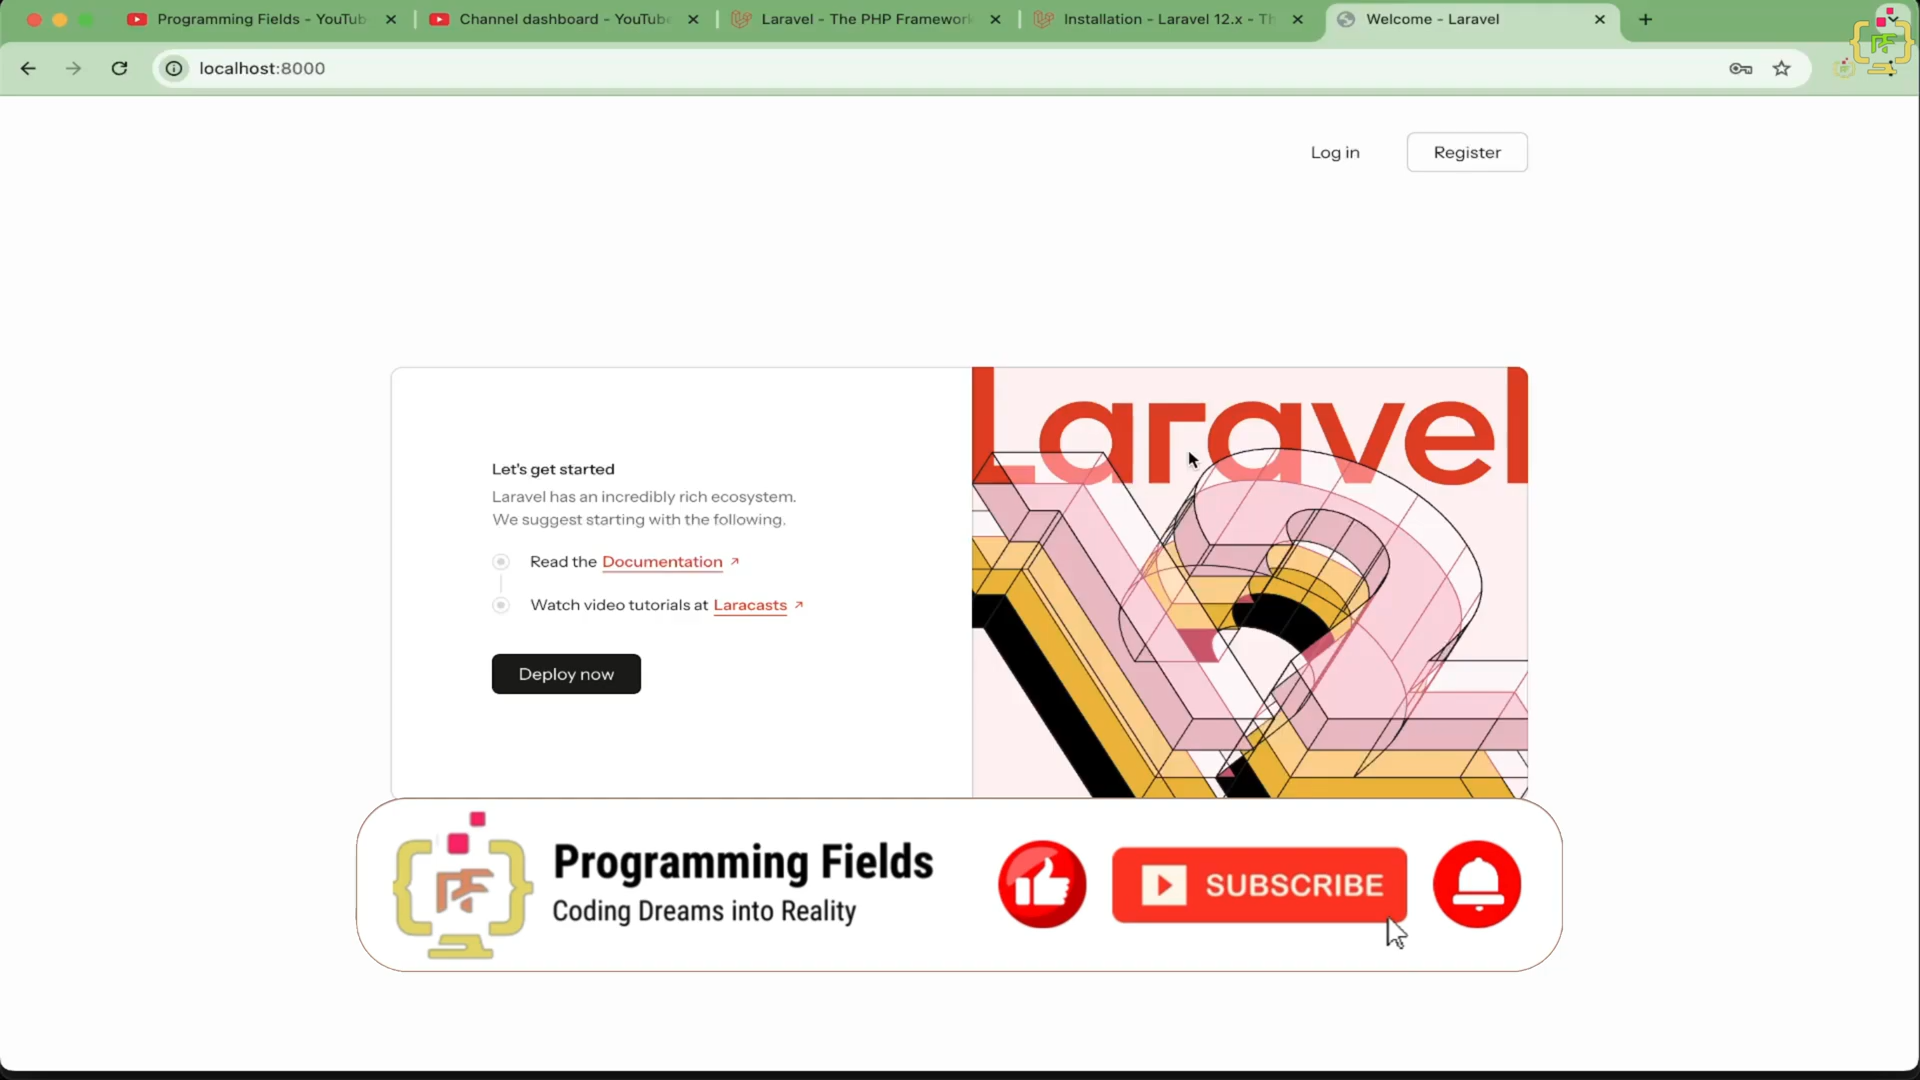 Programming Fields - YouTub
Channel dashboard - YouTube
Laravel - The PHP Framework
Installation - Laravel 12.x - Th
Welcome - Laravel
localhost:8000
Log in
Register
Let's get started
Laravel has an incredibly rich ecosystem.
We suggest starting with the following.
Read the Documentation
Watch video tutorials at Laracasts
Deploy now
Laravel
Programming Fields
Coding Dreams into Reality
SUBSCRIBE
PF